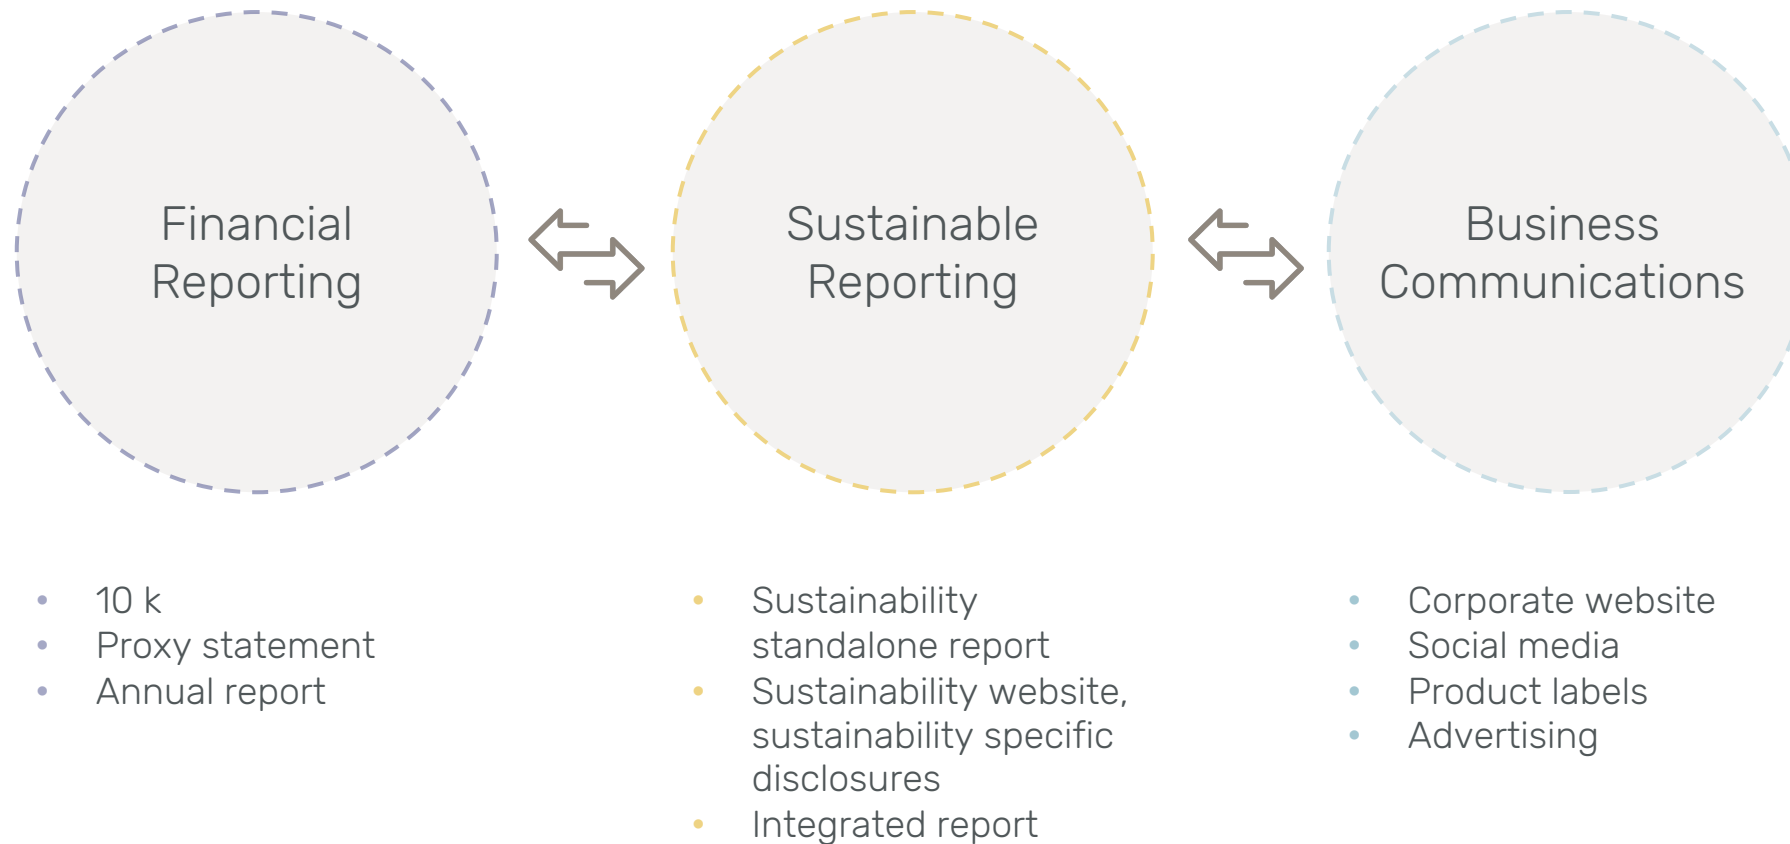 Financial
Reporting
Sustainable
Reporting
Business
Communications
• 10 k
• Proxy statement
• Annual report
• Sustainability
standalone report
• Sustainability website,
sustainability specific
disclosures
• Integrated report
• Corporate website
• Social media
• Product labels
• Advertising